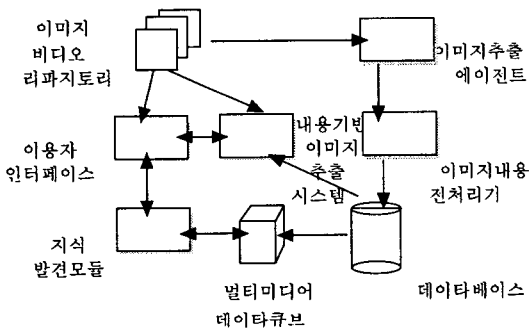 이미지
비디오
리파지토리
이미지추출
에이전트
이용자
인터페이스
내용기반
이미지
추출
시스템
이미지내용
전처리기
지식
발견모듈
멀티미디어
데이타큐브
데이타베이스